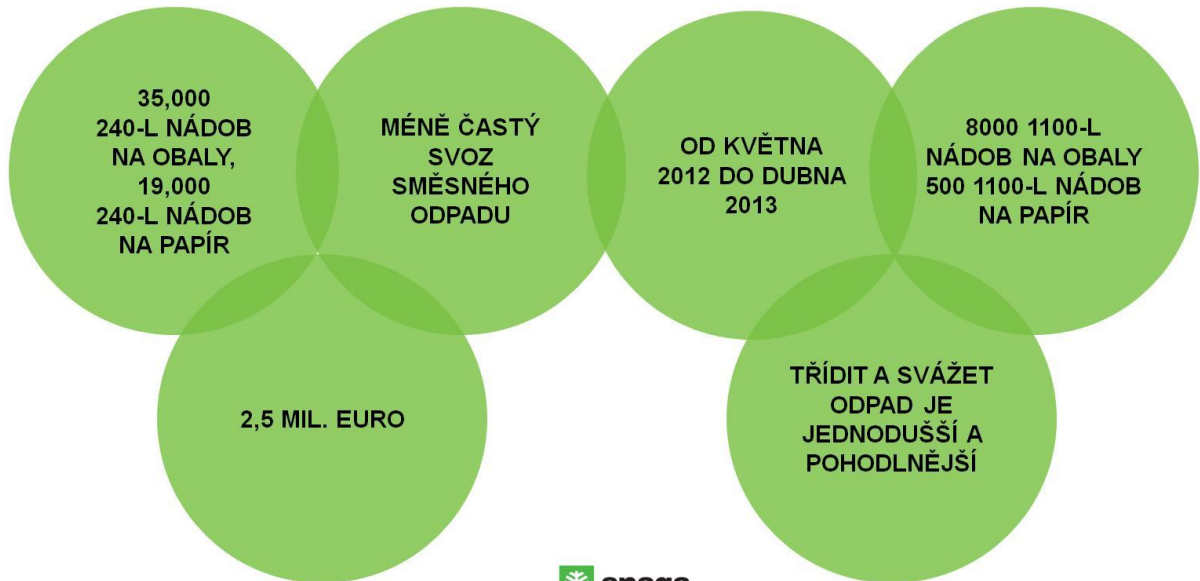 35,000
240-L NÁDOB
NA OBALY,
19,000
240-L NÁDOB
NA PAPÍR
MÉNĚ ČASTÝ
SVOZ
SMĚSNÉHO
ODPADU
OD KVĚTNA
2012 DO DUBNA
2013
8000 1100-L
NÁDOB NA OBALY
500 1100-L NÁDOB
NA PAPÍR
2,5 MIL. EURO
TŘÍDIT A SVÁŽET
ODPAD JE
JEDNODUŠŠÍ A
POHODLNĚJŠÍ